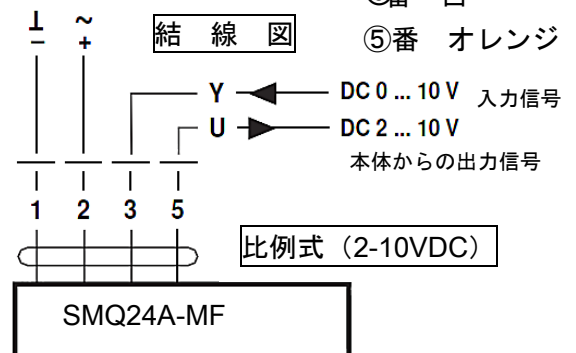 結 線 図
⑤番 オレンジ
⊥ ~
− +
Y DC 0 ... 10 V 入力信号
U DC 2 ... 10 V
本体からの出力信号
1 2 3 5
比例式（2-10VDC）
SMQ24A-MF